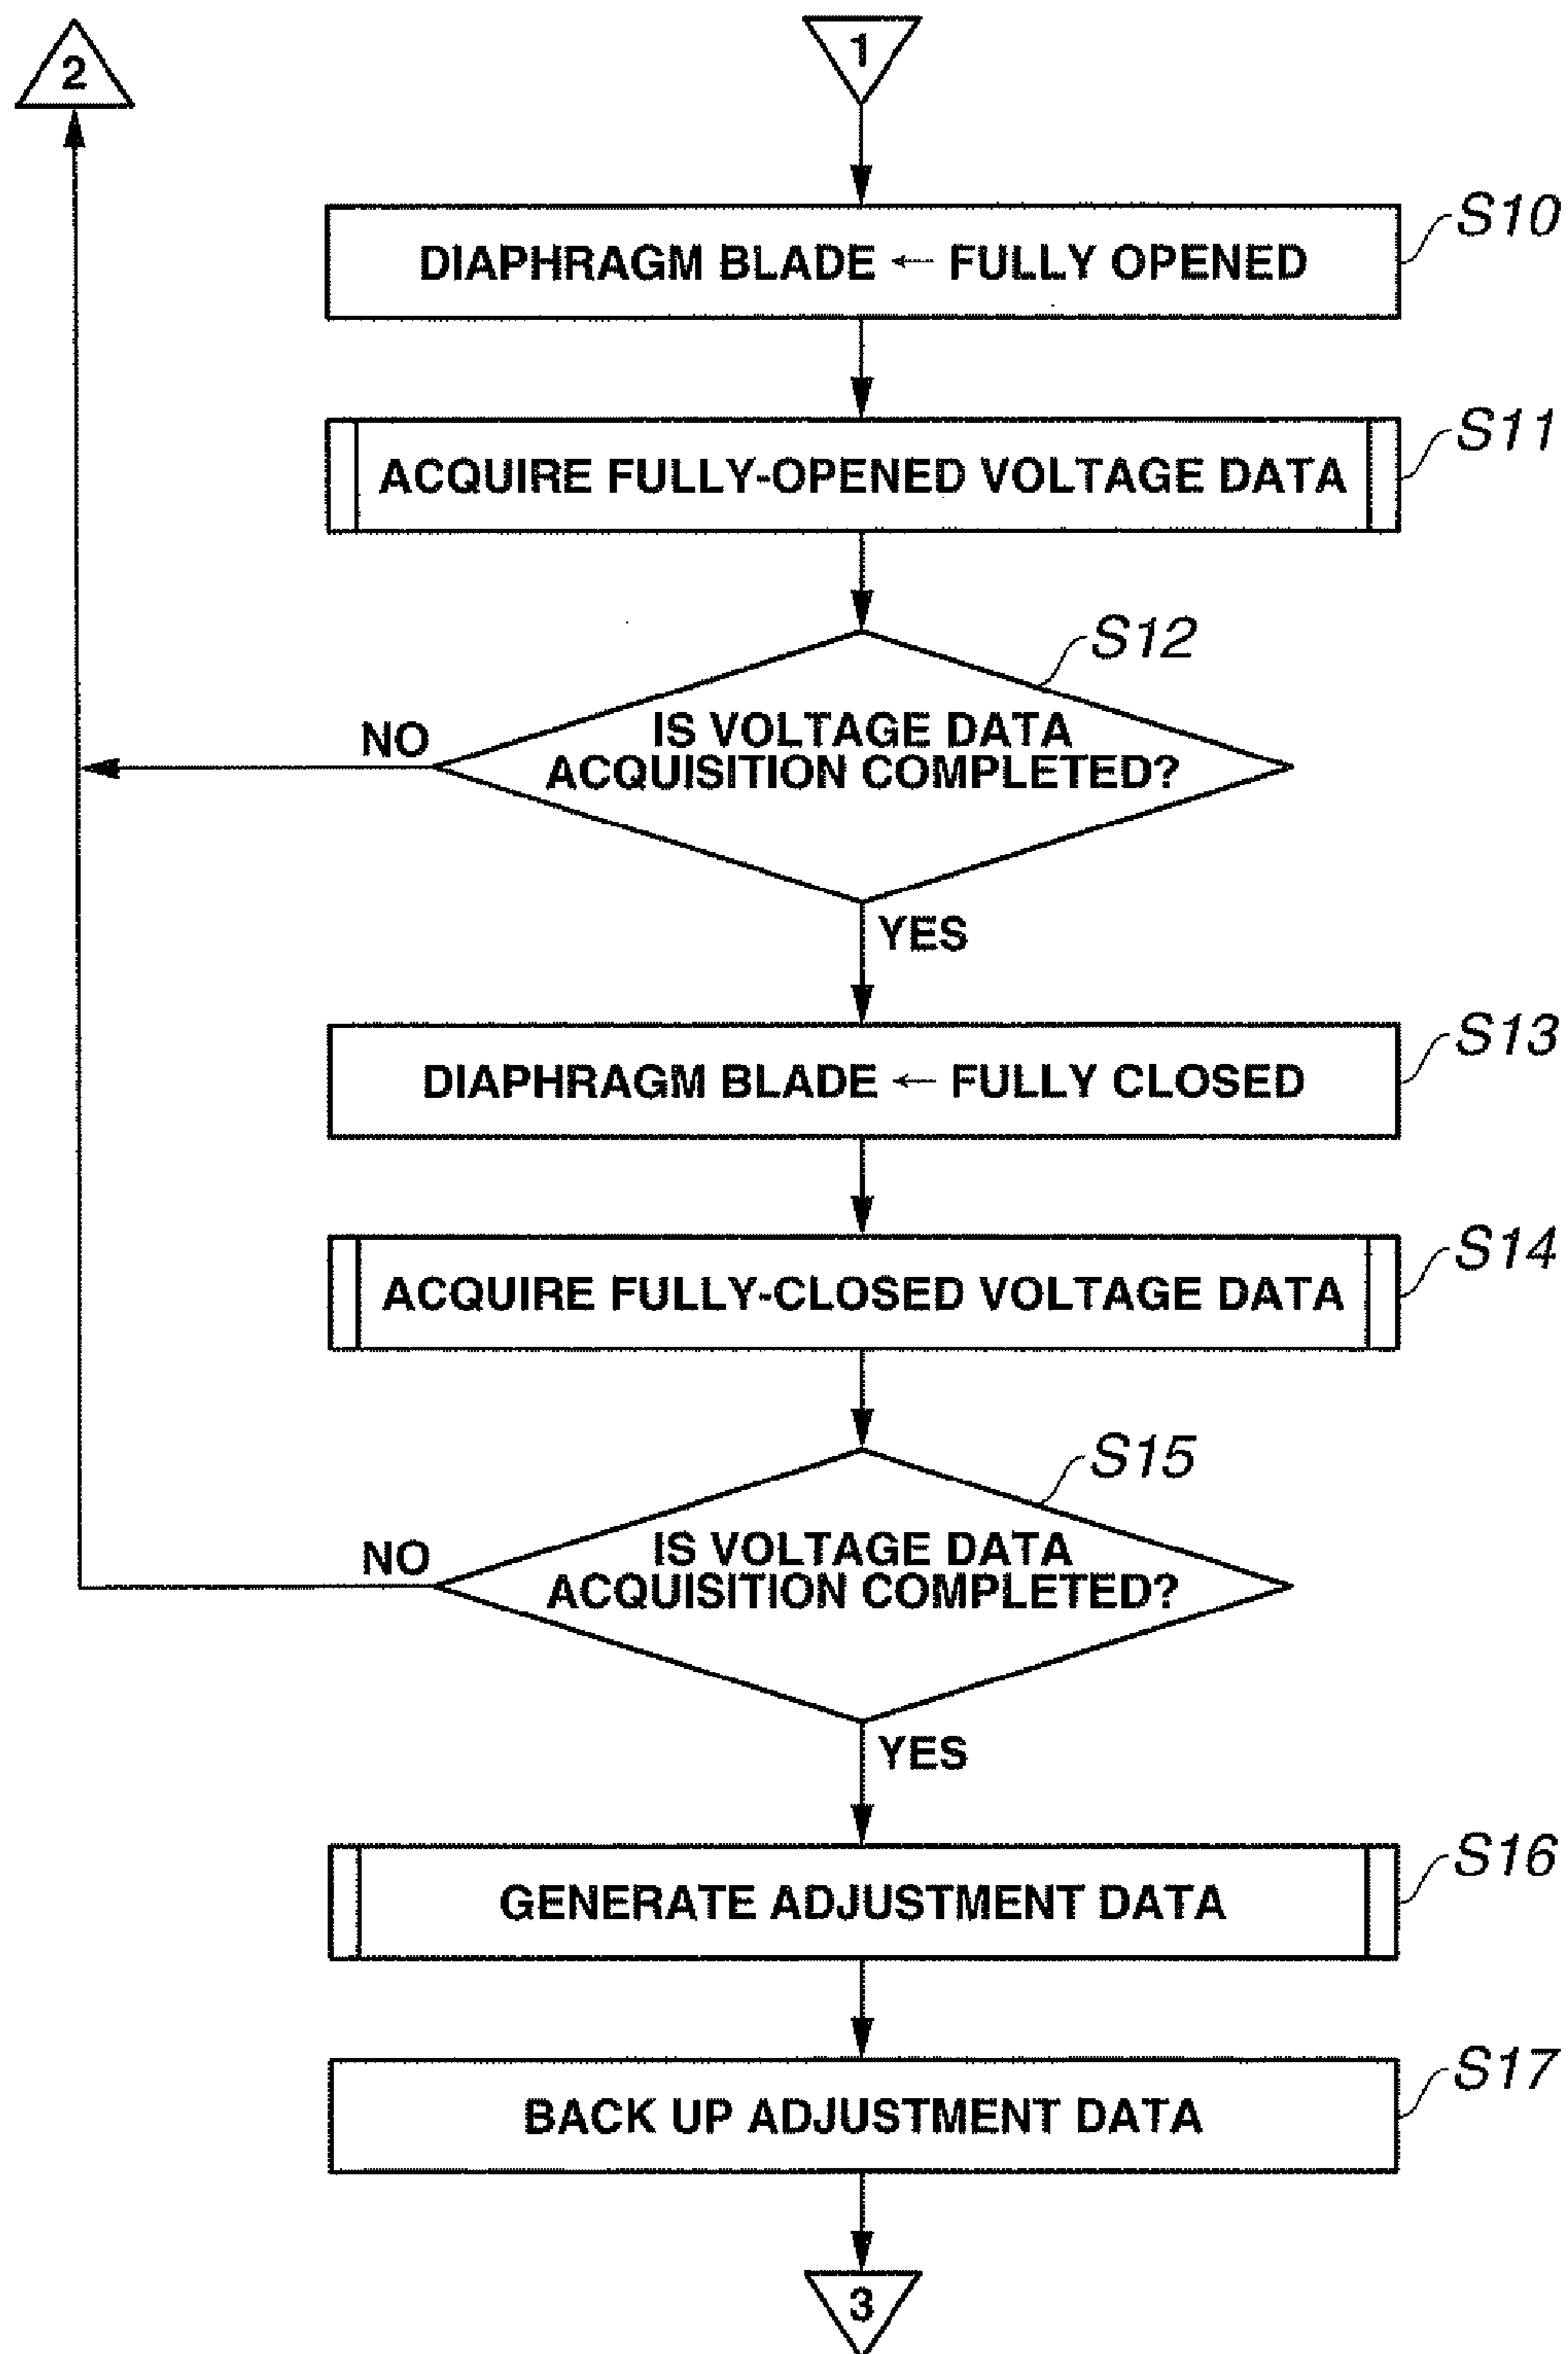 2
1
S10
DIAPHRAGM BLADE ← FULLY OPENED
S11
ACQUIRE FULLY-OPENED VOLTAGE DATA
S12
NO
IS VOLTAGE DATA
ACQUISITION COMPLETED?
YES
S13
DIAPHRAGM BLADE ← FULLY CLOSED
S14
ACQUIRE FULLY-CLOSED VOLTAGE DATA
S15
NO
IS VOLTAGE DATA
ACQUISITION COMPLETED?
YES
S16
GENERATE ADJUSTMENT DATA
S17
BACK UP ADJUSTMENT DATA
3